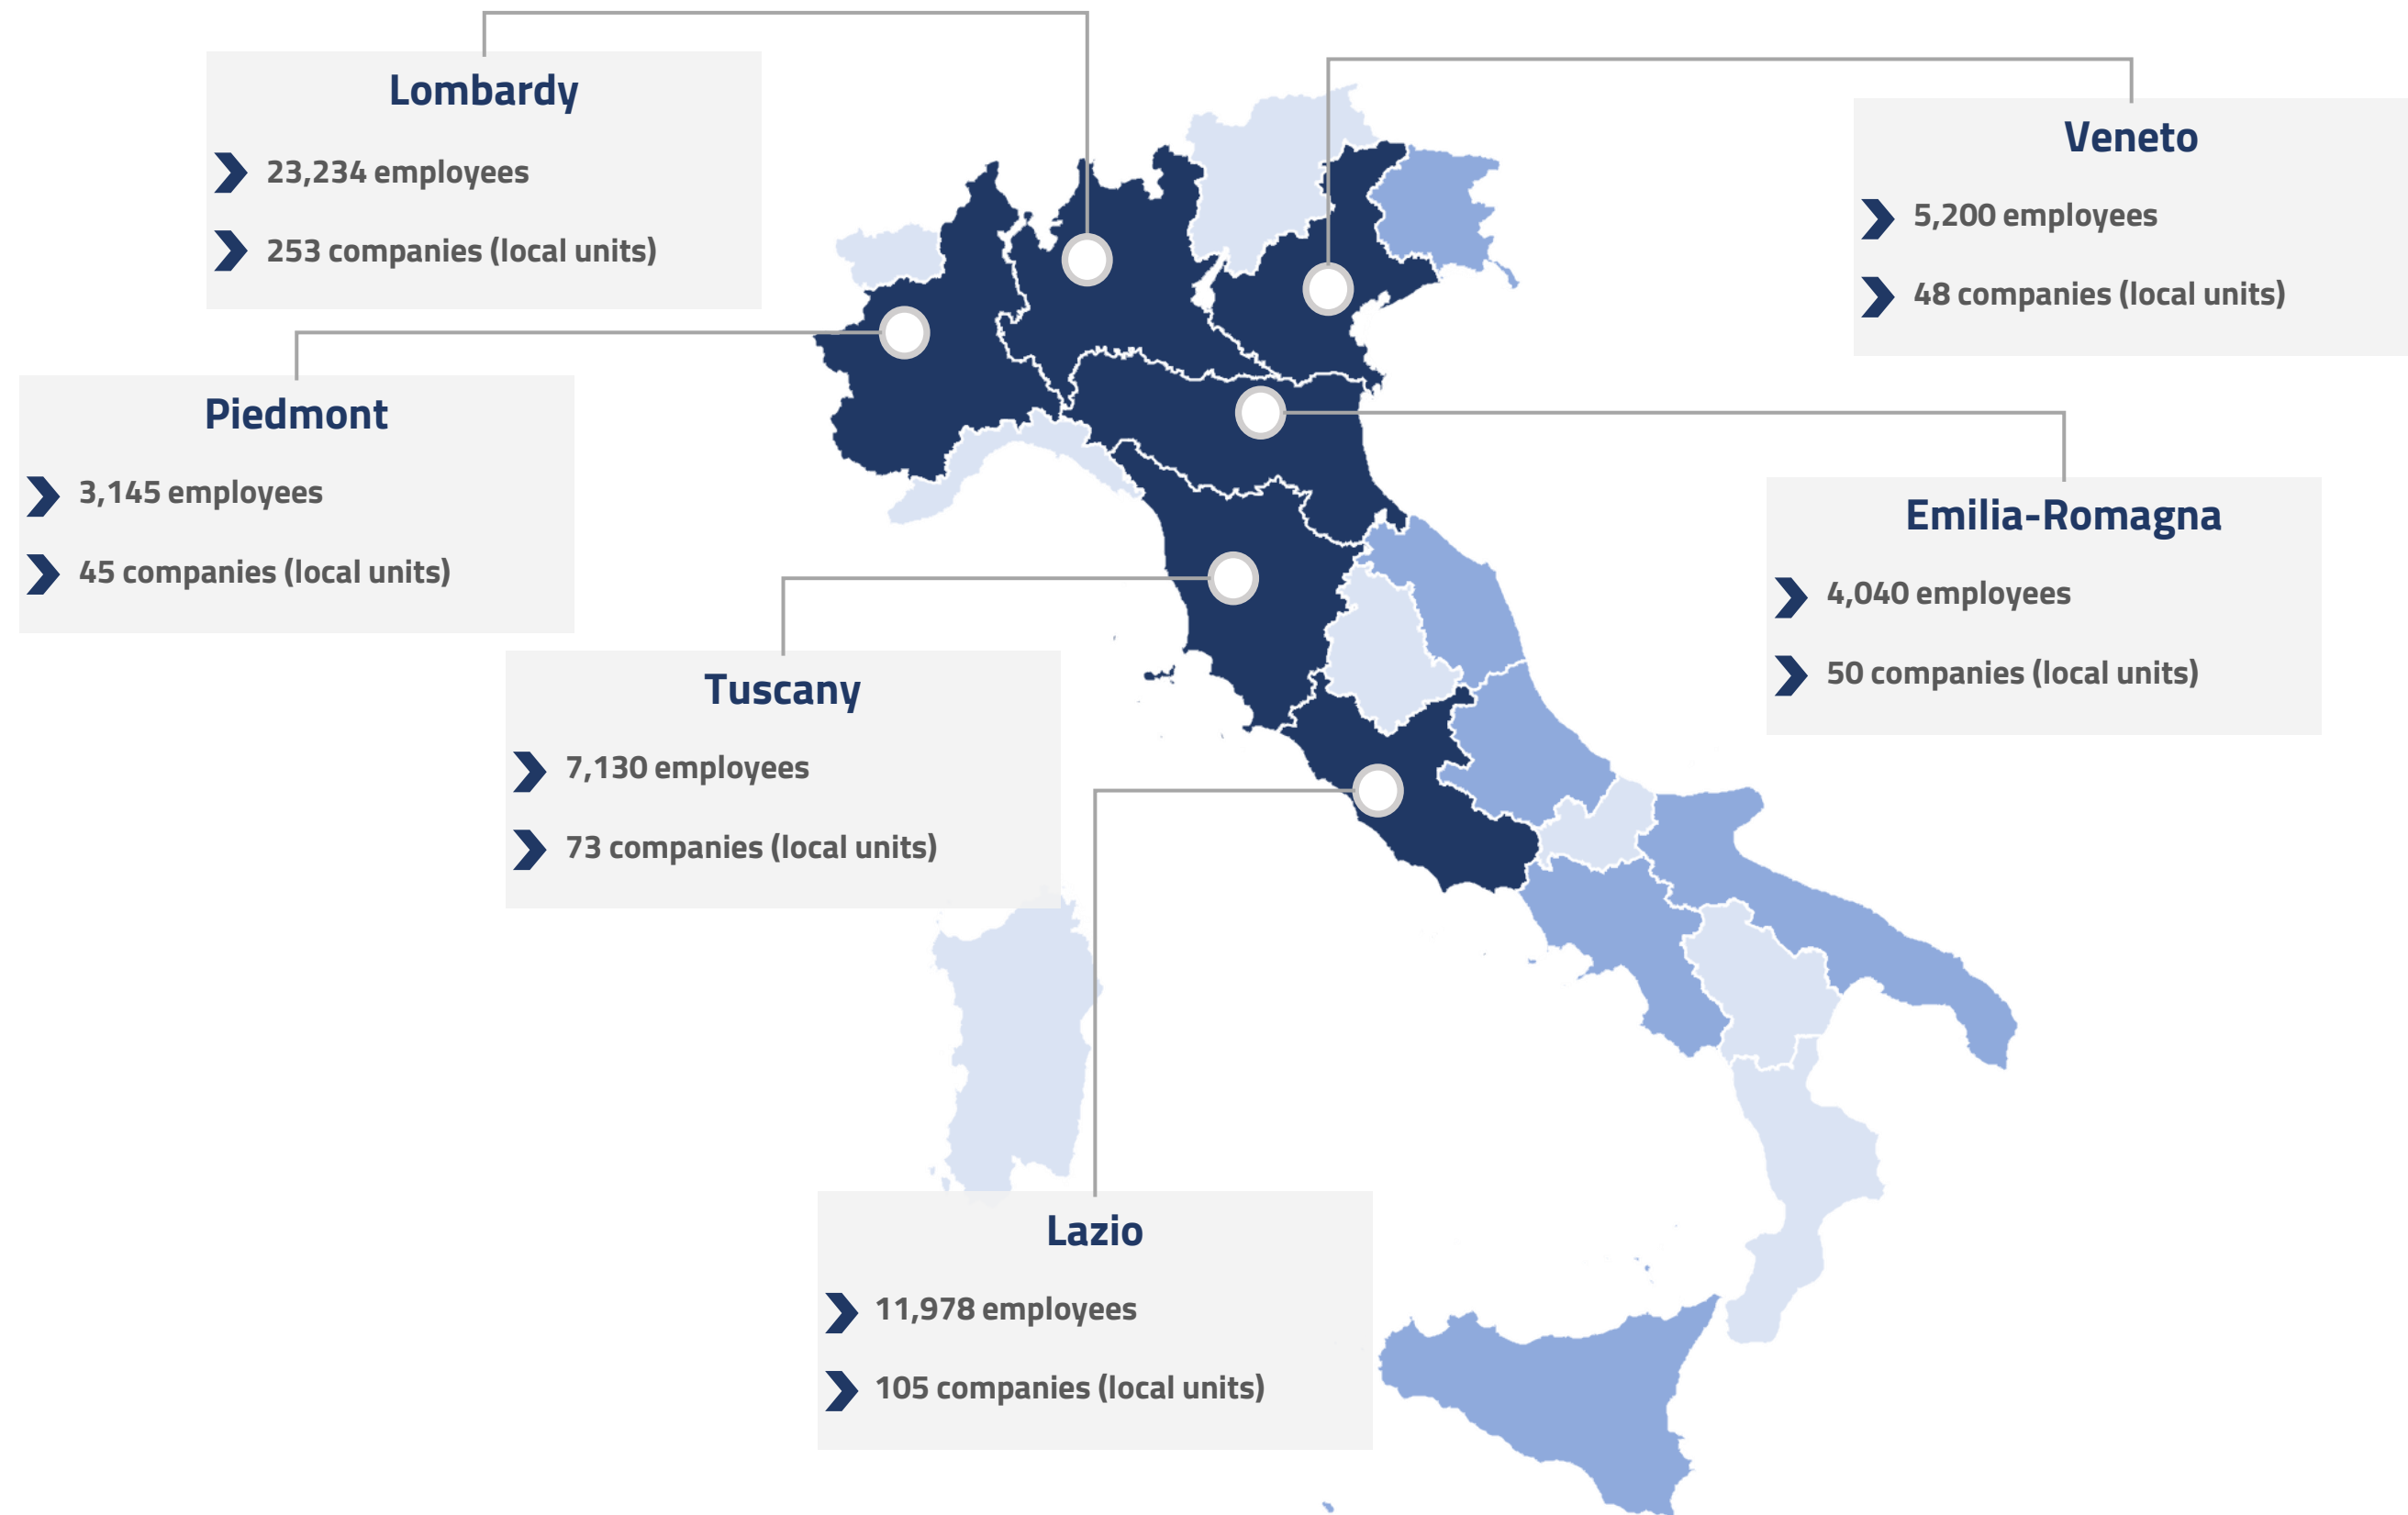 Lombardy
23,234 employees
253 companies (local units)
Veneto
5,200 employees
48 companies (local units)
Piedmont
3,145 employees
45 companies (local units)
Emilia-Romagna
4,040 employees
50 companies (local units)
Tuscany
7,130 employees
73 companies (local units)
Lazio
11,978 employees
105 companies (local units)